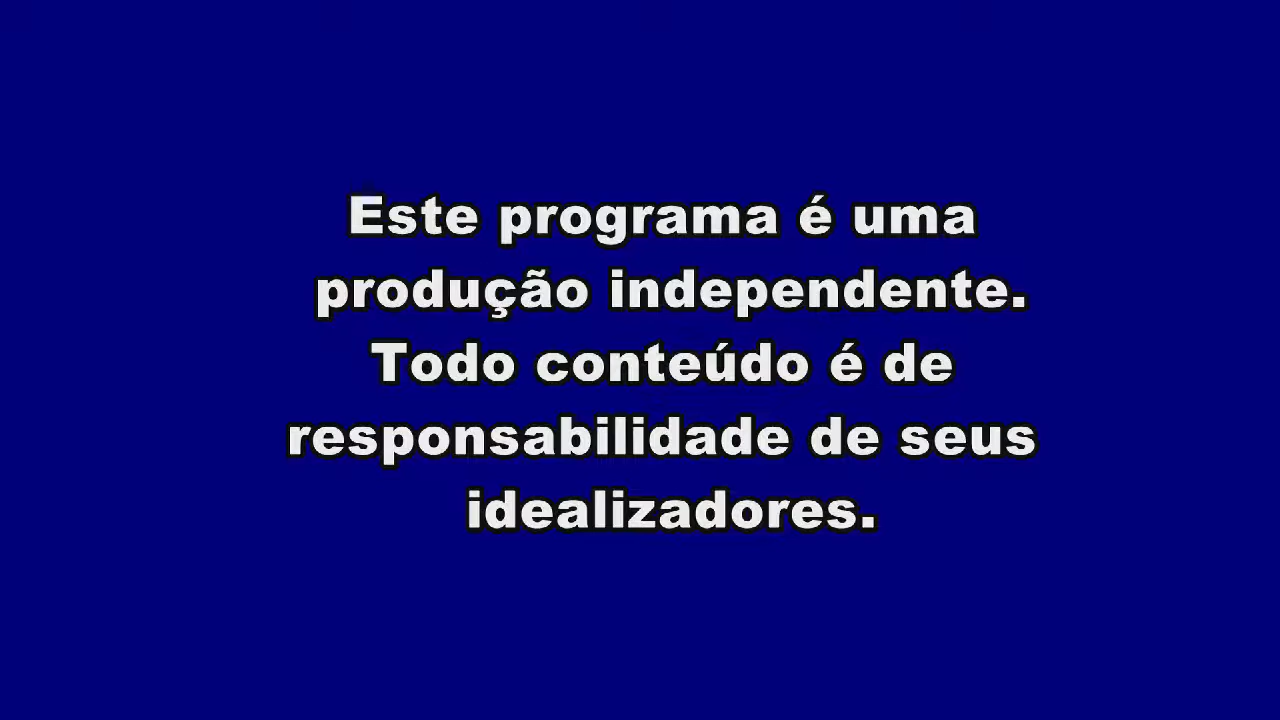 Este programa é uma
produção independente.
Todo conteúdo é de
responsabilidade de seus
idealizadores.